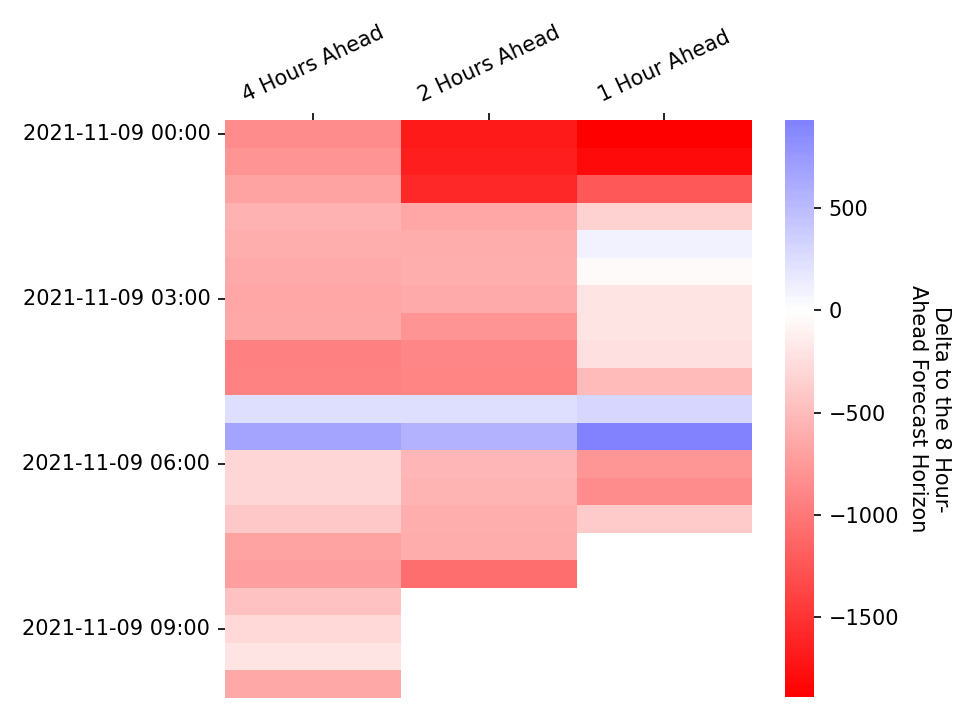 4 Hours Ahead
2 Hours Ahead
1 Hour Ahead
2021-11-09 00:00
2021-11-09 03:00
2021-11-09 06:00
2021-11-09 09:00
500
0
−500
−1000
−1500
Delta to the 8 Hour-
Ahead Forecast Horizon